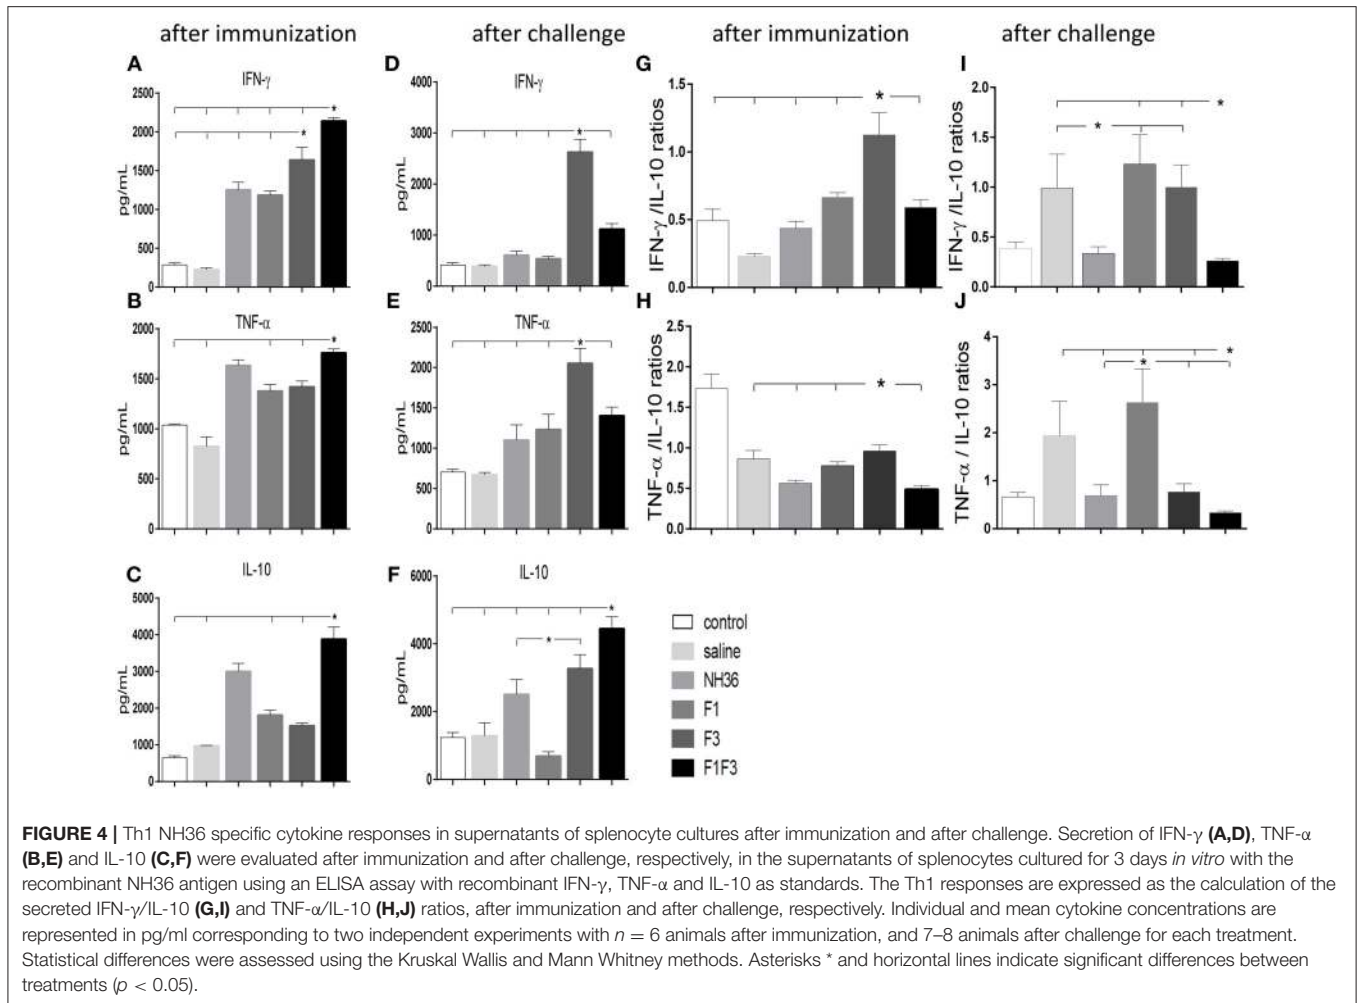 after immunization
after challenge
after immunization
after challenge
A
IFN-γ
2500
2000
1500
1000
500
0
pg/mL
*
*
D
IFN-γ
4000
3000
2000
1000
0
pg/mL
*
G
1.5
1.0
0.5
0.0
IFN-γ /IL-10 ratios
*
I
2.0
1.5
1.0
0.5
0.0
IFN-γ /IL-10 ratios
*
*
B
TNF-α
2000
1500
1000
500
0
pg/mL
*
E
TNF-α
2500
2000
1500
1000
500
0
pg/mL
*
H
2.5
2.0
1.5
1.0
0.5
0.0
TNF-α /IL-10 ratios
*
J
4
3
2
1
0
TNF-α / IL-10 ratios
*
*
C
IL-10
5000
4000
3000
2000
1000
0
pg/mL
*
F
IL-10
6000
4000
2000
0
pg/mL
*
*
control
saline
NH36
F1
F3
F1F3
FIGURE 4 | Th1 NH36 specific cytokine responses in supernatants of splenocyte cultures after immunization and after challenge. Secretion of IFN-γ (A,D), TNF-α
(B,E) and IL-10 (C,F) were evaluated after immunization and after challenge, respectively, in the supernatants of splenocytes cultured for 3 days in vitro with the
recombinant NH36 antigen using an ELISA assay with recombinant IFN-γ, TNF-α and IL-10 as standards. The Th1 responses are expressed as the calculation of the
secreted IFN-γ/IL-10 (G,I) and TNF-α/IL-10 (H,J) ratios, after immunization and after challenge, respectively. Individual and mean cytokine concentrations are
represented in pg/ml corresponding to two independent experiments with n = 6 animals after immunization, and 7–8 animals after challenge for each treatment.
Statistical differences were assessed using the Kruskal Wallis and Mann Whitney methods. Asterisks * and horizontal lines indicate significant differences between
treatments (p < 0.05).